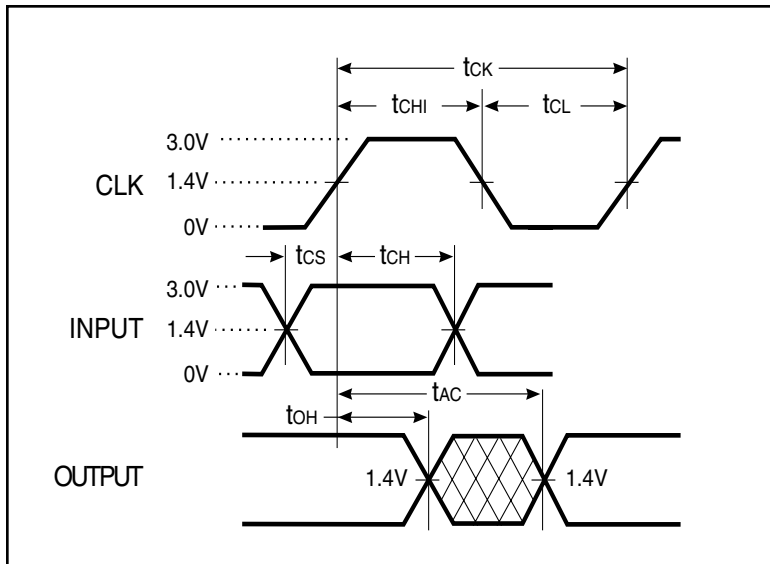 tCK
tCHI
tCL
3.0V
CLK
1.4V
0V
tCS
tCH
3.0V
INPUT
1.4V
0V
tAC
tOH
OUTPUT
1.4V
1.4V